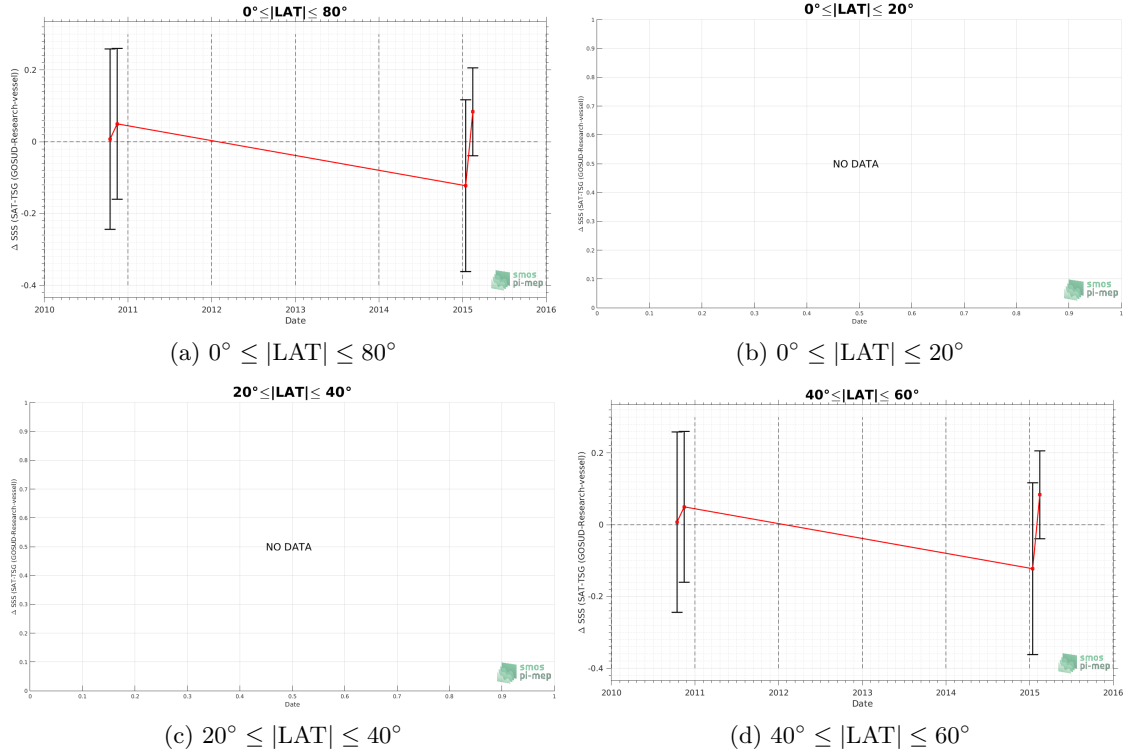 0°≤|LAT|≤ 80°
Δ SSS (SAT-TSG (GOSUD-Research-vessel))
0.2
0
-0.2
-0.4
2010 2011 2012 2013 2014 2015 2016
Date
smos
pi-mep
(a) 0° ≤ |LAT| ≤ 80°
0°≤|LAT|≤ 20°
Δ SSS (SAT-TSG (GOSUD-Research-vessel))
1
0.9
0.8
0.7
0.6
0.5
0.4
0.3
0.2
0.1
0
NO DATA
0 0.1 0.2 0.3 0.4 0.5 0.6 0.7 0.8 0.9 1
Date
smos
pi-mep
(b) 0° ≤ |LAT| ≤ 20°
20°≤|LAT|≤ 40°
Δ SSS (SAT-TSG (GOSUD-Research-vessel))
1
0.9
0.8
0.7
0.6
0.5
0.4
0.3
0.2
0.1
0
NO DATA
0 0.1 0.2 0.3 0.4 0.5 0.6 0.7 0.8 0.9 1
Date
smos
pi-mep
(c) 20° ≤ |LAT| ≤ 40°
40°≤|LAT|≤ 60°
Δ SSS (SAT-TSG (GOSUD-Research-vessel))
0.2
0
-0.2
-0.4
2010 2011 2012 2013 2014 2015 2016
Date
smos
pi-mep
(d) 40° ≤ |LAT| ≤ 60°